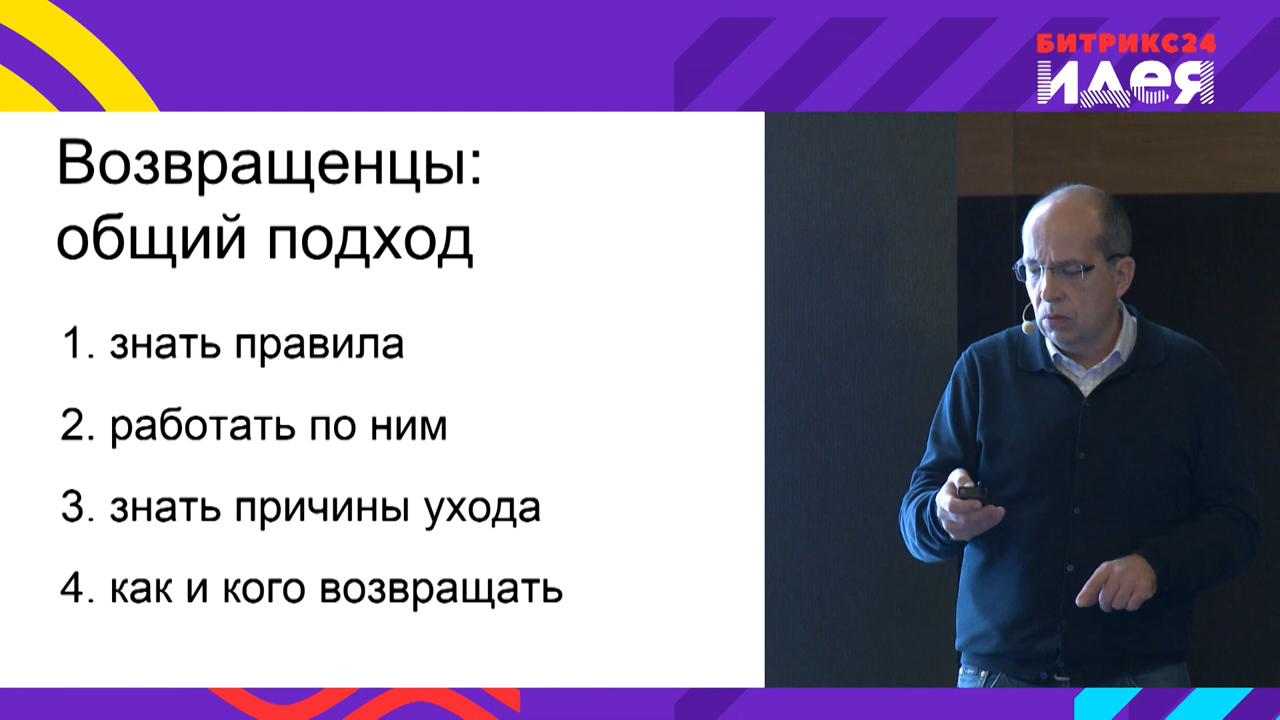 БИТРИКС24
идея
Возвращенцы:
общий подход
1. знать правила
2. работать по ним
3. знать причины ухода
4. как и кого возвращать